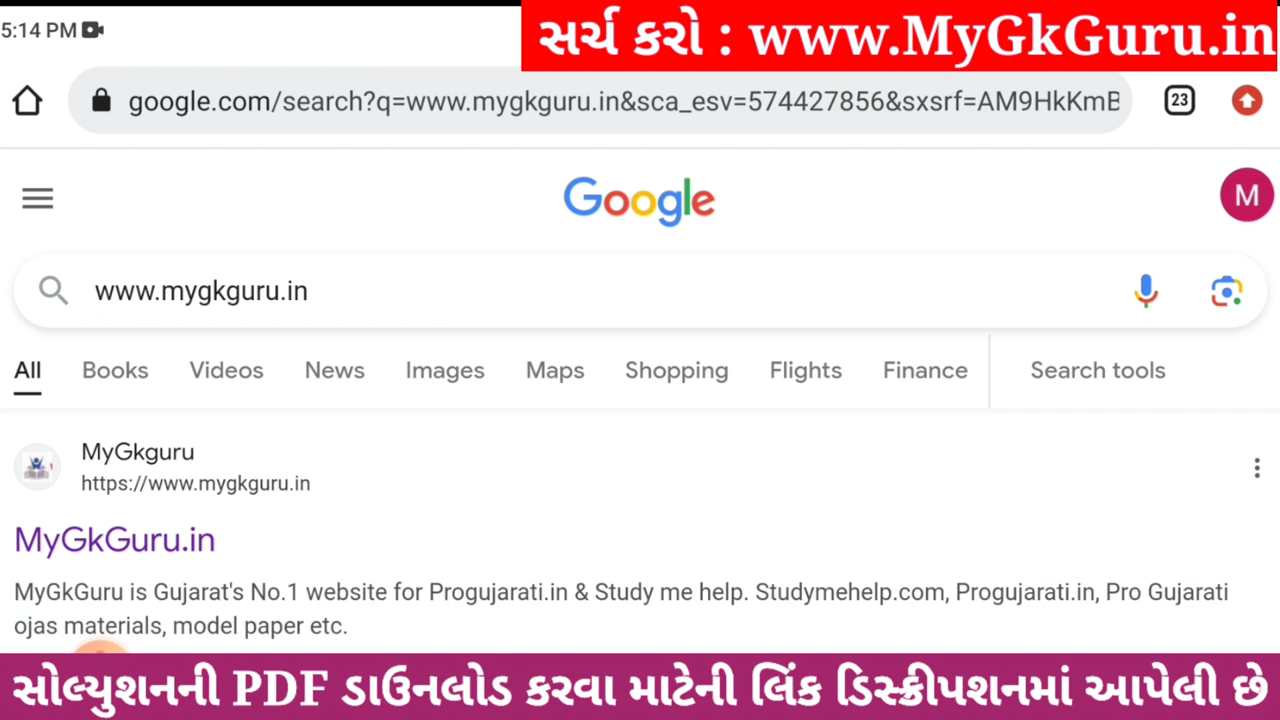 5:14 PM
સર્ચ કરો : www.MyGkGuru.in
google.com/search?q=www.mygkguru.in&sca_esv=574427856&sxsrf=AM9HkKmB
23
Google
M
www.mygkguru.in
All Books Videos News Images Maps Shopping Flights Finance Search tools
MyGkguru
https://www.mygkguru.in
MyGkGuru.in
MyGkGuru is Gujarat's No.1 website for Progujarati.in & Study me help. Studymehelp.com, Progujarati.in, Pro Gujarati
ojas materials, model paper etc.
સોલ્યુશનની PDF ડાઉનલોડ કરવા માટેની લિંક ડિસ્ક્રીપશનમાં આપેલી છે